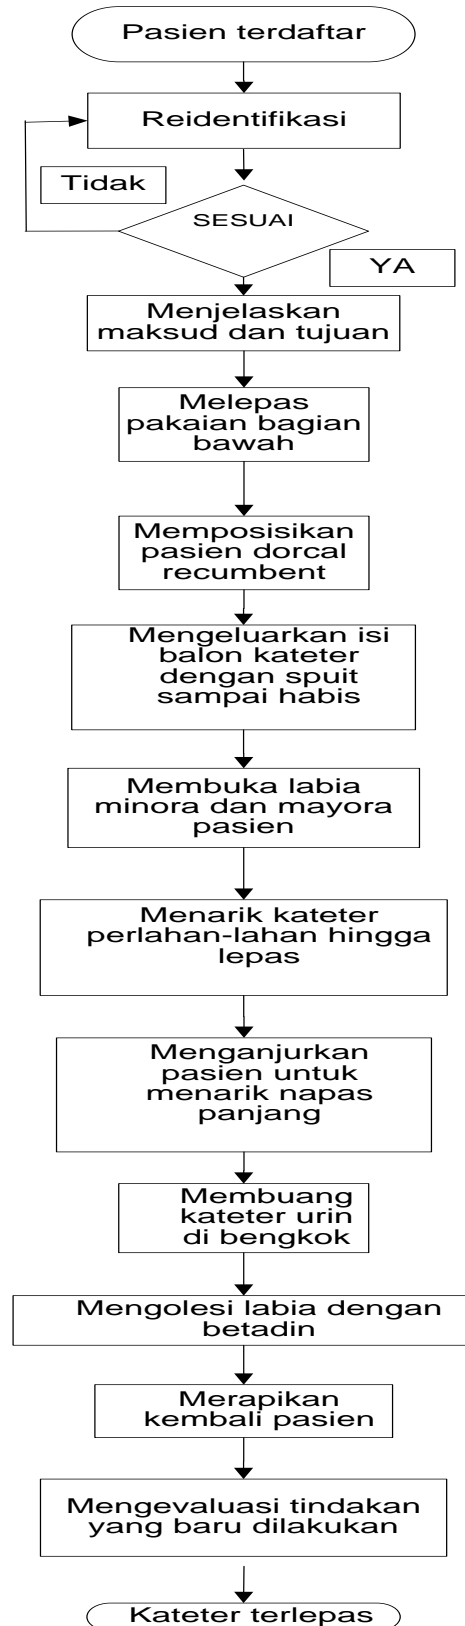 Pasien terdaftar
Reidentifikasi
Tidak
SESUAI
YA
Menjelaskan
maksud dan tujuan
Melepas
pakaian bagian
bawah
Memposisikan
pasien dorcal
recumbent
Mengeluarkan isi
balon kateter
dengan spuit
sampai habis
Membuka labia
minora dan mayora
pasien
Menarik kateter
perlahan-lahan hingga
lepas
Menganjurkan
pasien untuk
menarik napas
panjang
Membuang
kateter urin
di bengkok
Mengolesi labia dengan
betadin
Merapikan
kembali pasien
Mengevaluasi tindakan
yang baru dilakukan
Kateter terlepas